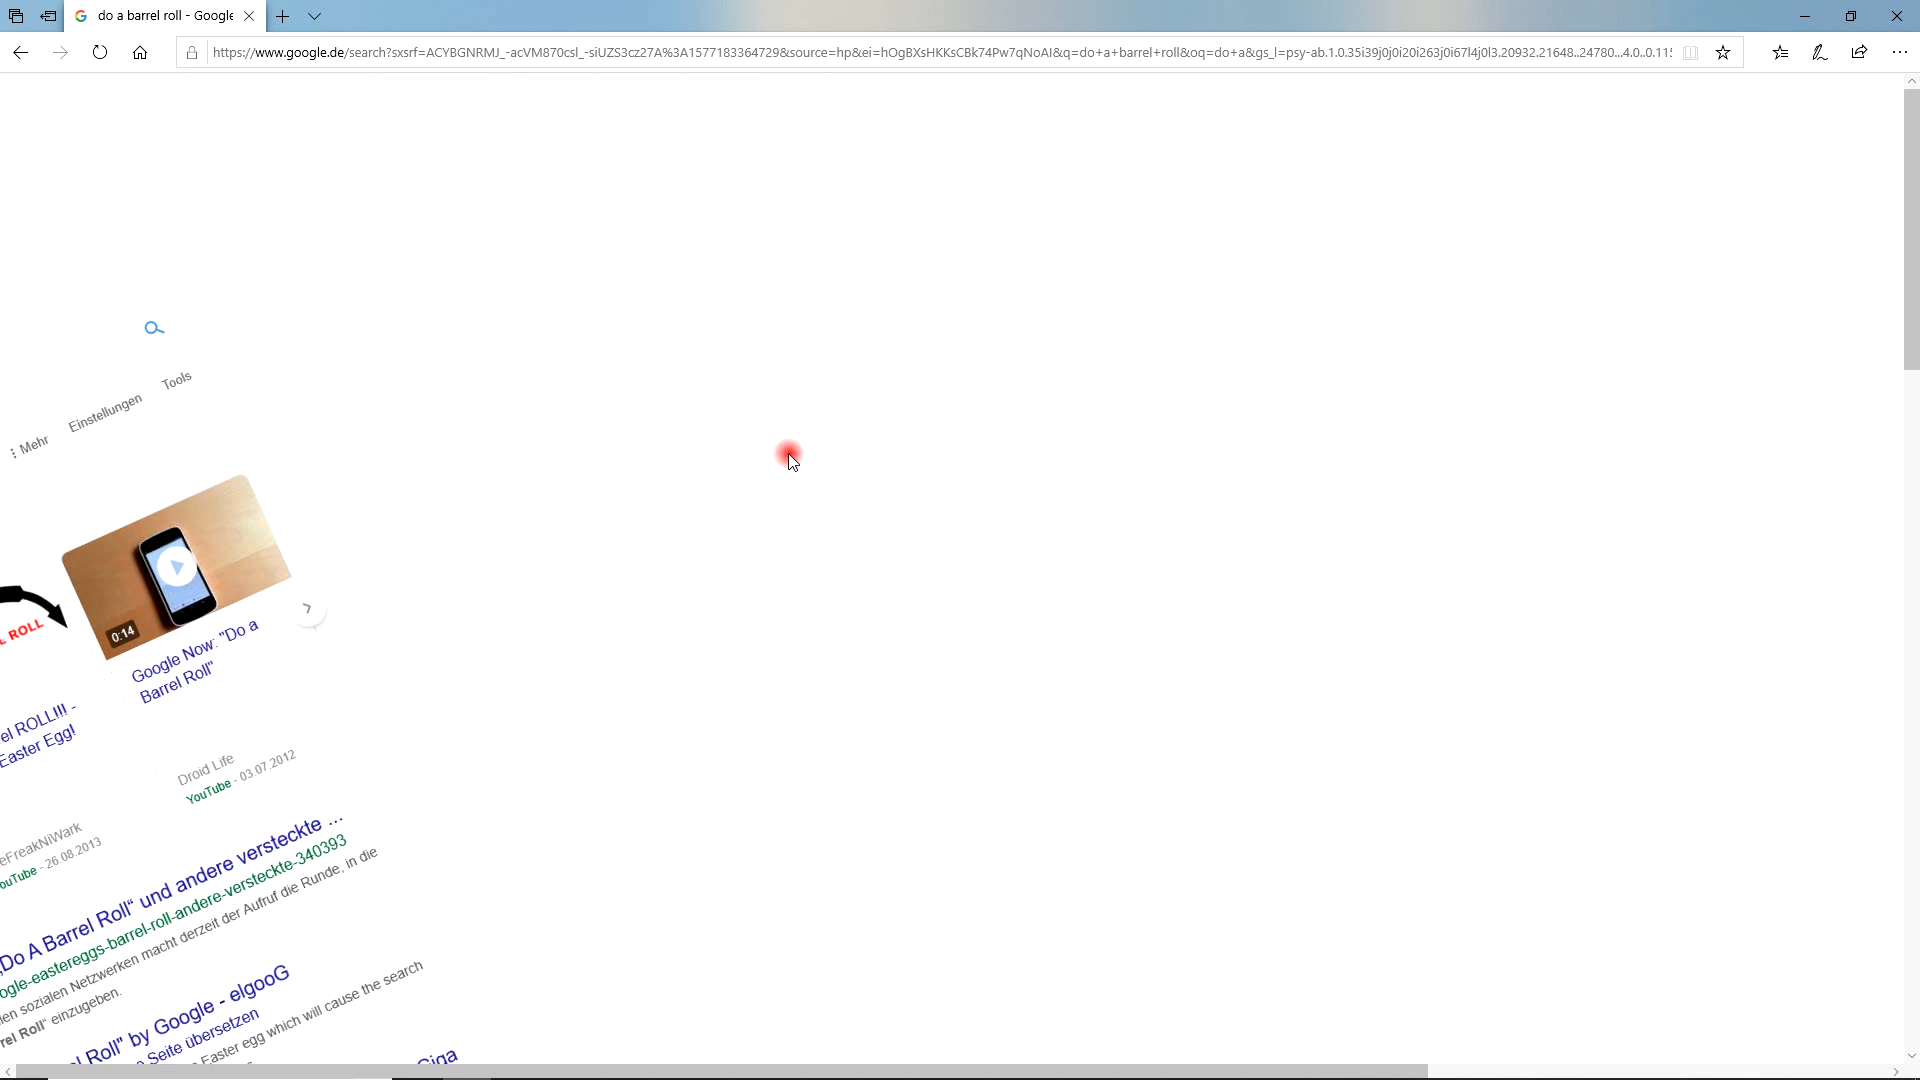 do a barrel roll - Google
https://www.google.de/search?sxsrf=ACYBGNRMJ_-acVM870csl_-siUZS3cz27A%3A1577183364729&source=hp&ei=hOgBXsHKKsCBk74Pw7qNoAI&q=do+a+barrel+roll&oq=do+a&gs_l=psy-ab.1.0.35i39j0j0i20i263j0i67l4j0l3.20932.21648..24780...4.0..0.115
Tools
Einstellungen
Mehr
ROLL
0:14
Google Now: "Do a
Barrel Roll"
el ROLL!!! -
Easter Egg!
Droid Life
YouTube - 03.07.2012
eFreakNiWark
ouTube - 26.08.2013
„Do A Barrel Roll“ und andere versteckte ...
ogle-eastereggs-barrel-roll-andere-versteckte-340393
len sozialen Netzwerken macht derzeit der Aufruf die Runde, in die
rel Roll“ einzugeben.
Roll" by Google - elgooG
Seite übersetzen
Easter egg which will cause the search
Giga